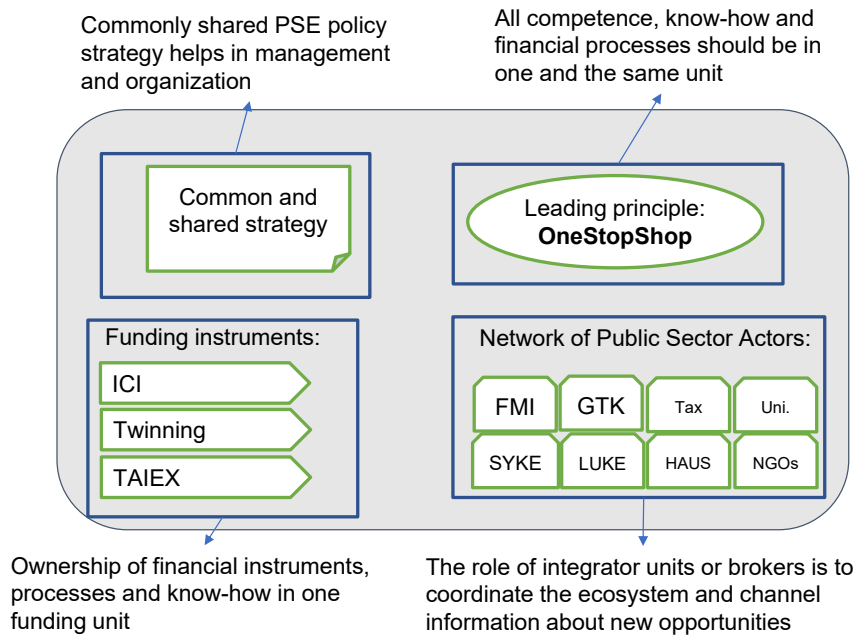 Commonly shared PSE policy
strategy helps in management
and organization
All competence, know-how and
financial processes should be in
one and the same unit
Common and
shared strategy
Leading principle:
OneStopShop
Funding instruments:
ICI
Twinning
TAIEX
Network of Public Sector Actors:
FMI
GTK
Tax
Uni.
SYKE
LUKE
HAUS
NGOs
Ownership of financial instruments,
processes and know-how in one
funding unit
The role of integrator units or brokers is to
coordinate the ecosystem and channel
information about new opportunities